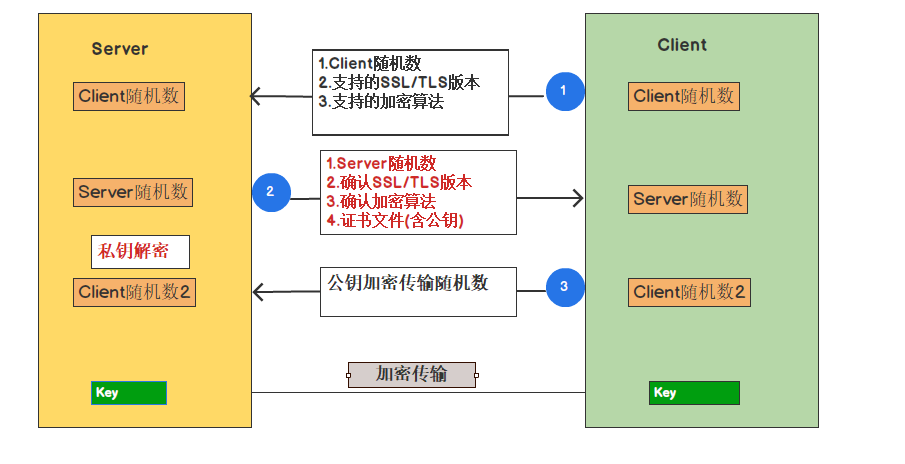 Server
Client
1.Client随机数
2.支持的SSL/TLS版本
3.支持的加密算法
1
Client随机数
Client随机数
1.Server随机数
2.确认SSL/TLS版本
3.确认加密算法
4.证书文件(含公钥)
2
Server随机数
Server随机数
私钥解密
公钥加密传输随机数
3
Client随机数2
Client随机数2
加密传输
Key
Key